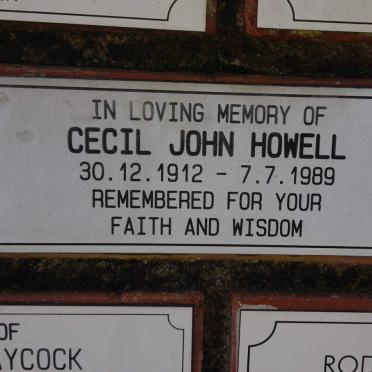 IN LOVING MEMORY OF
CECIL JOHN HOWELL
30.12.1912 - 7.7.1989
REMEMBERED FOR YOUR
FAITH AND WISDOM
OF